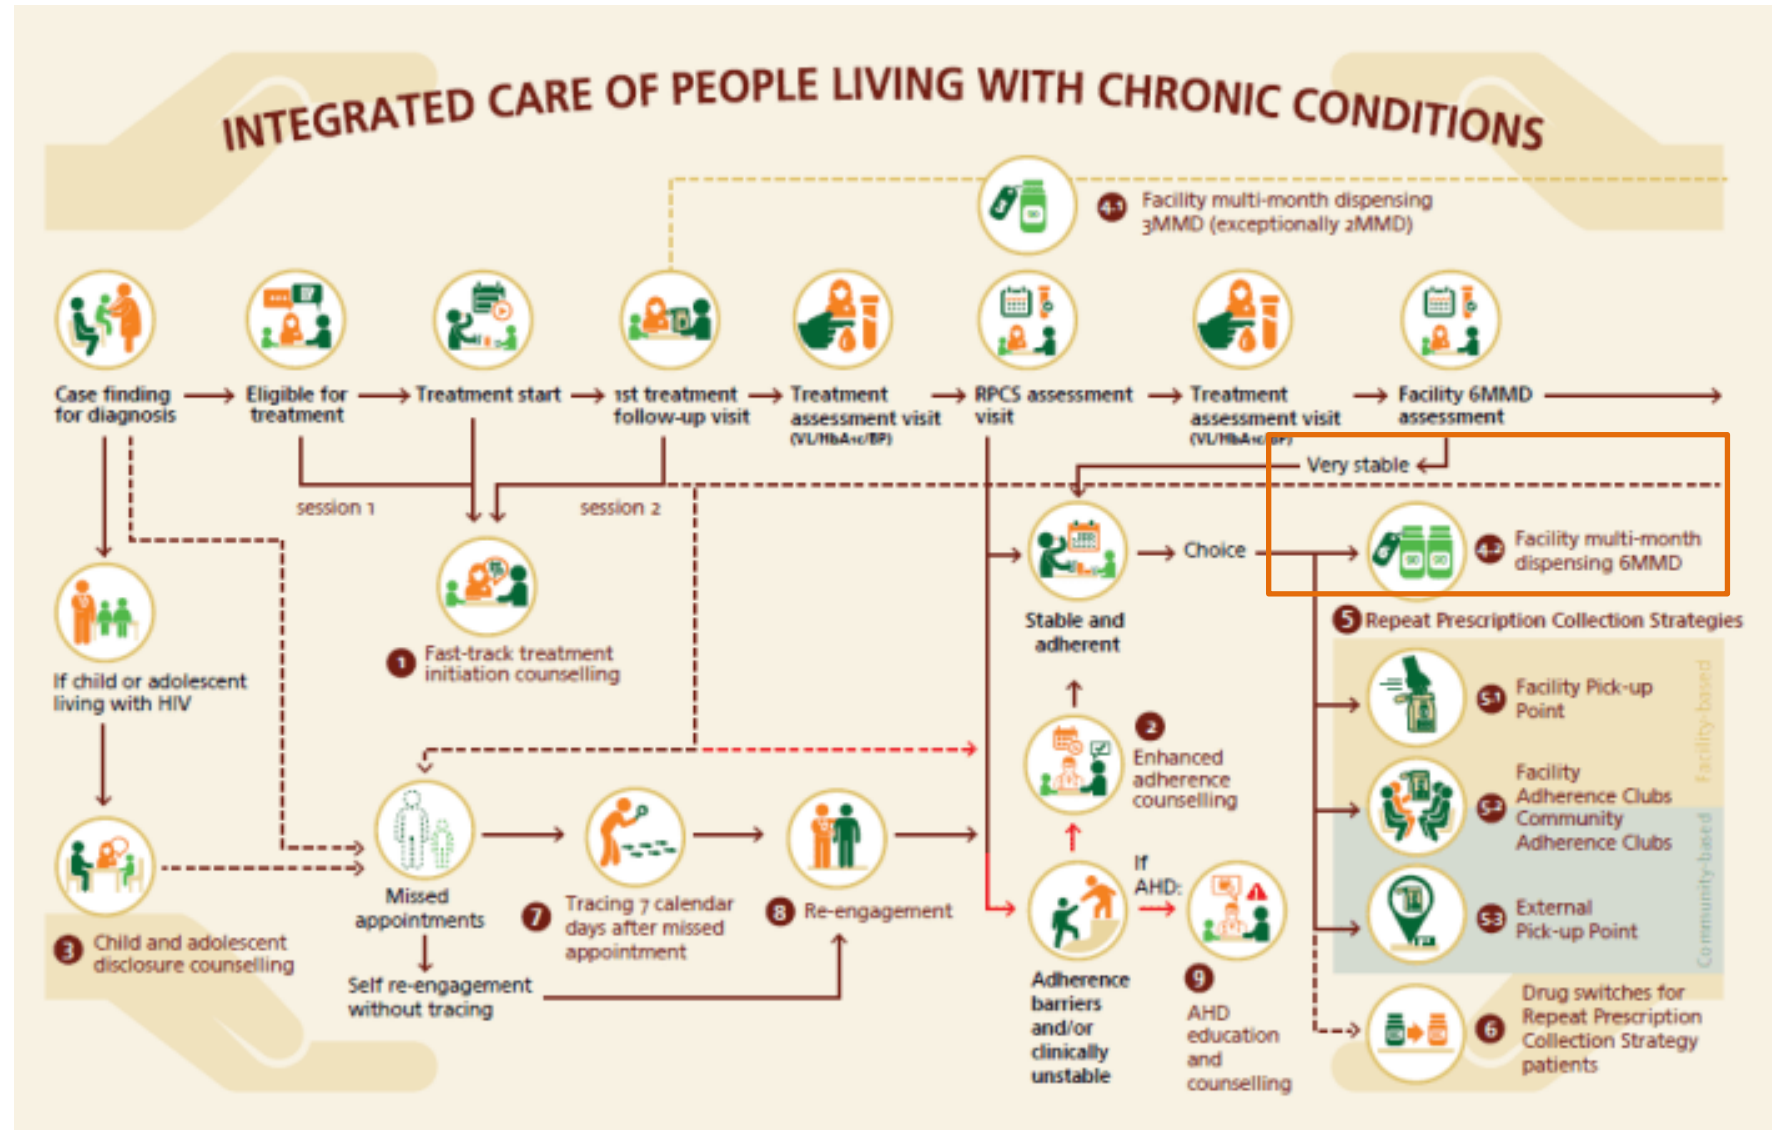 INTEGRATED CARE OF PEOPLE LIVING WITH CHRONIC CONDITIONS
4.1
Facility multi-month dispensing
3MMD (exceptionally 2MMD)
Case finding
for diagnosis
Eligible for
treatment
Treatment start
1st treatment
follow-up visit
Treatment
assessment visit
(VL/HbA1c/BP)
RPCS assessment
visit
Treatment
assessment visit
(VL/HbA1c/BP)
Facility 6MMD
assessment
Very stable
session 1
session 2
Choice
4.2
Facility multi-month
dispensing 6MMD
1
Fast-track treatment
initiation counselling
Stable and
adherent
5
Repeat Prescription Collection Strategies
If child or adolescent
living with HIV
5.1
Facility Pick-up
Point
Facility-based
2
Enhanced
adherence
counselling
5.2
Facility
Adherence Clubs
Community
Adherence Clubs
Community-based
5.3
External
Pick-up Point
Missed
appointments
7
Tracing 7 calendar
days after missed
appointment
8
Re-engagement
If
AHD:
3
Child and adolescent
disclosure counselling
Self re-engagement
without tracing
Adherence
barriers
and/or
clinically
unstable
9
AHD
education
and
counselling
6
Drug switches for
Repeat Prescription
Collection Strategy
patients